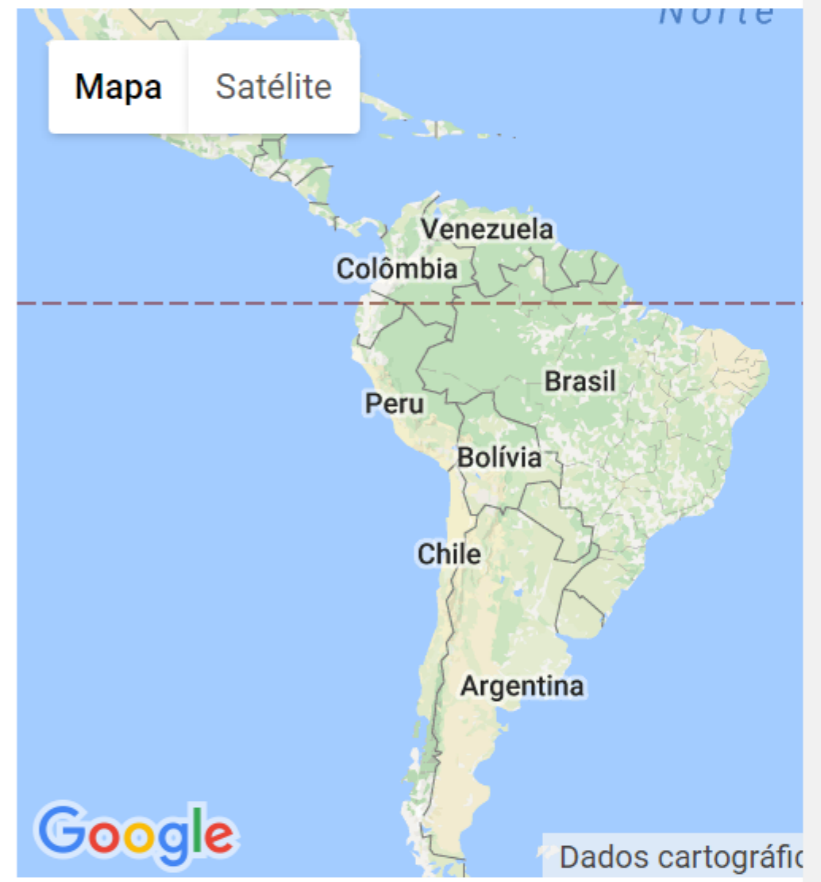 Norte
Mapa Satélite
Venezuela
Colômbia
Brasil
Peru
Bolívia
Chile
Argentina
Google
Dados cartográfic